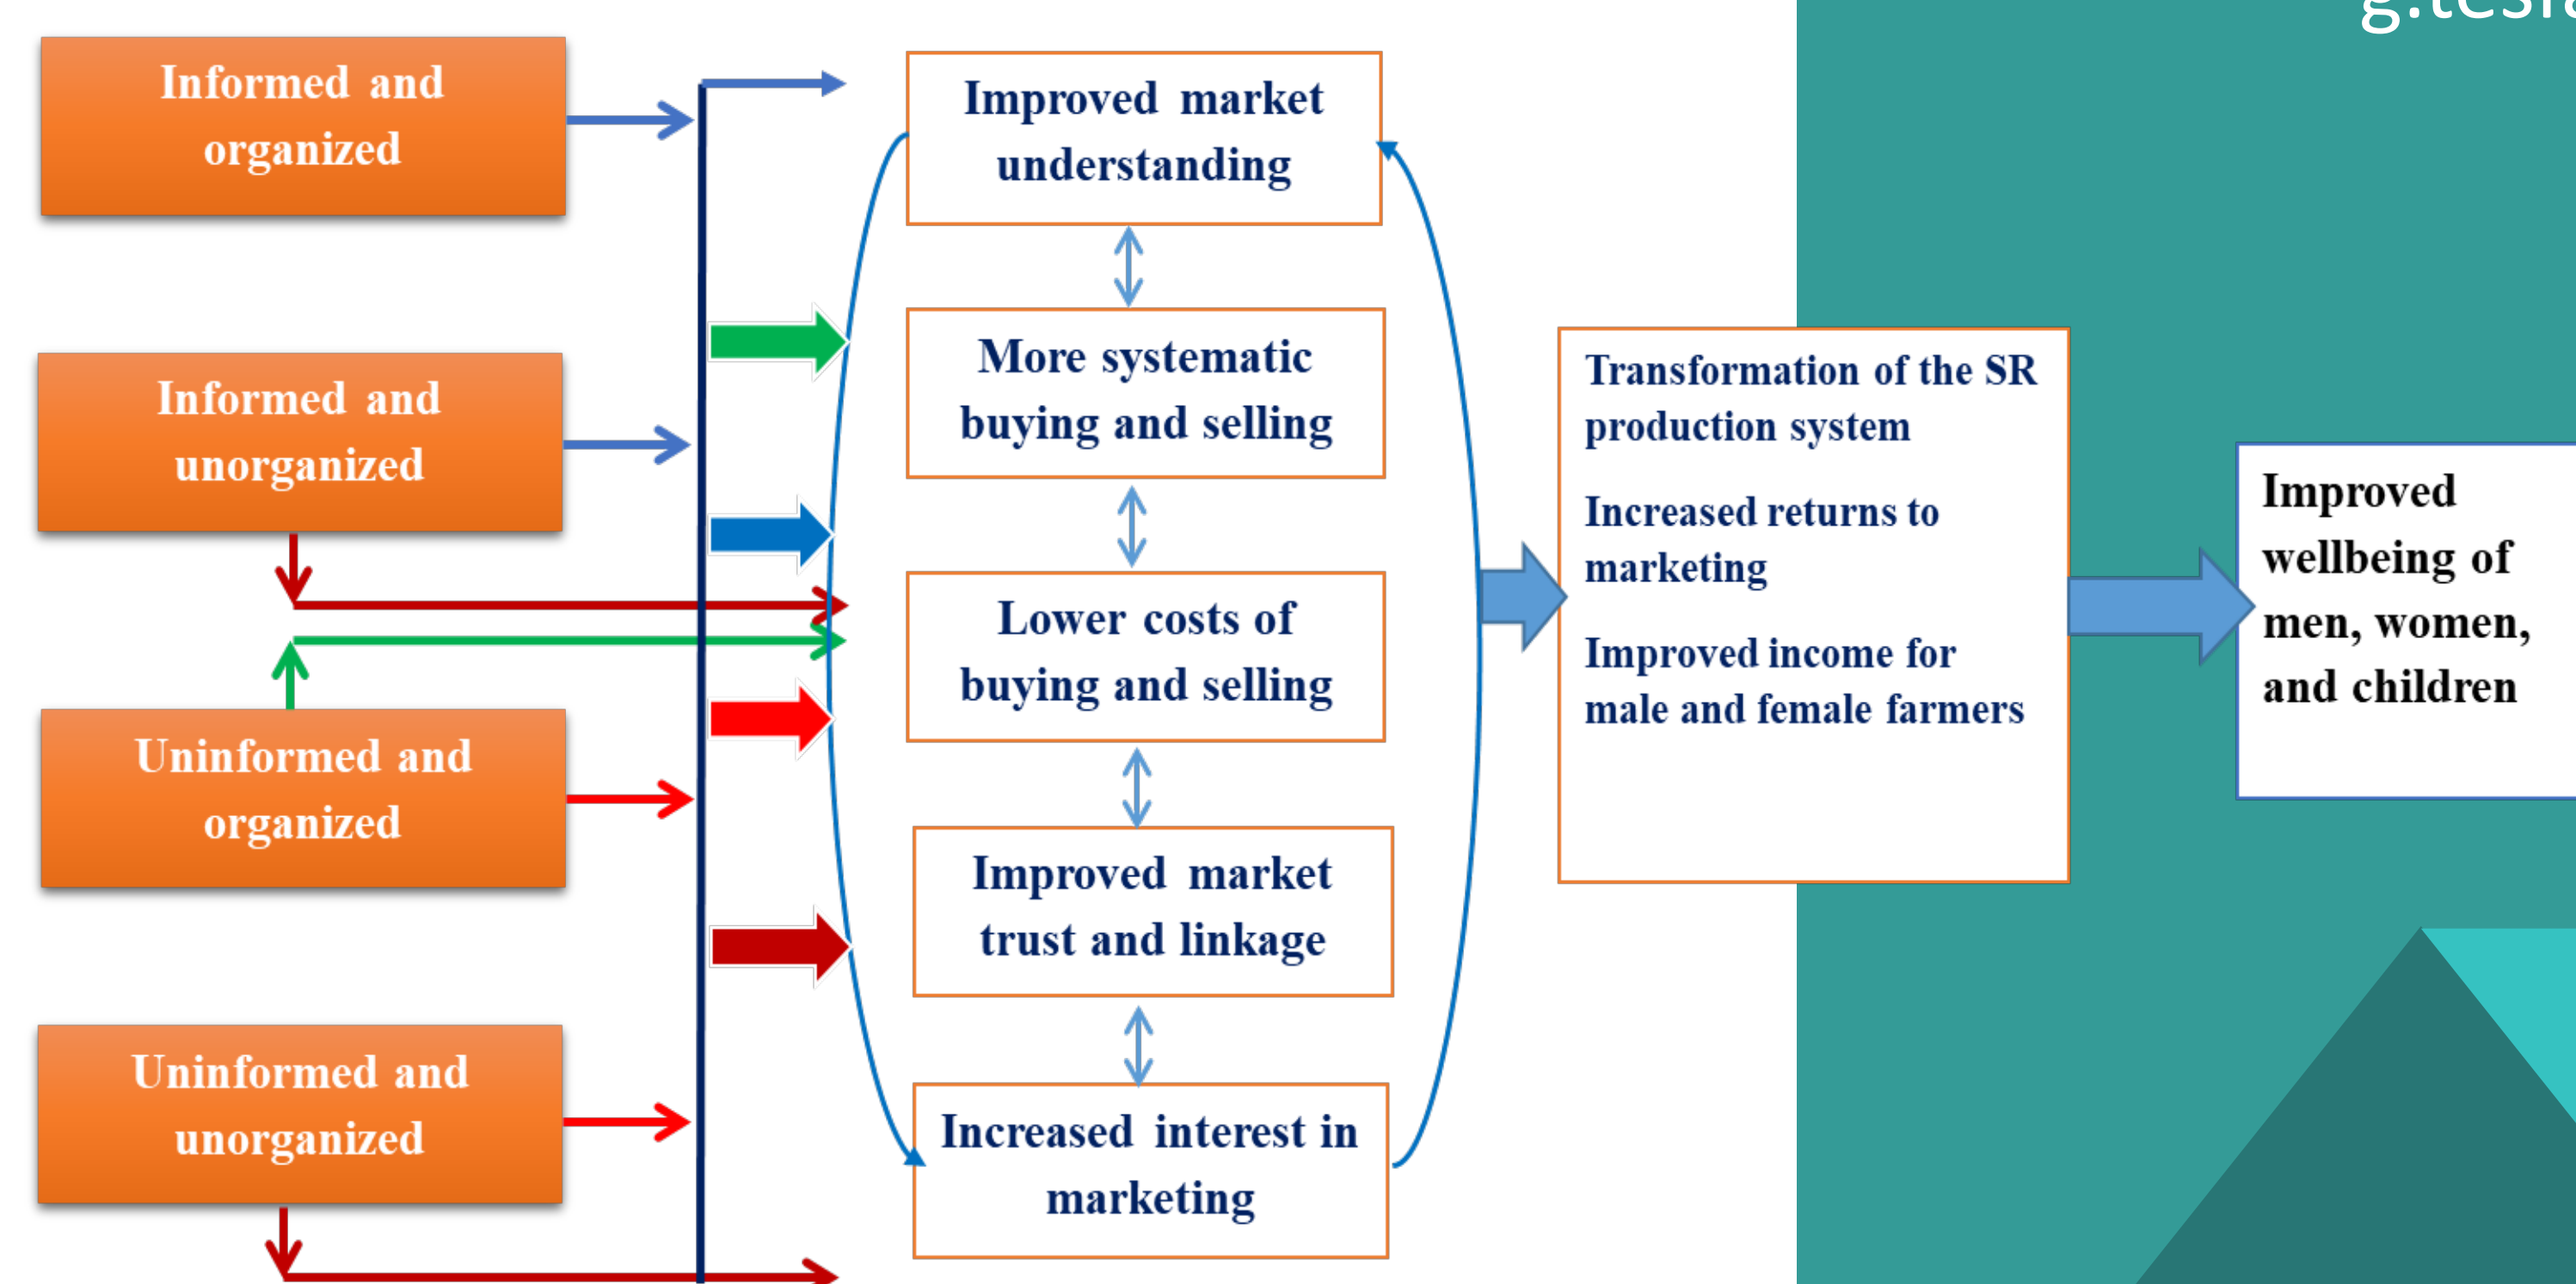 Informed and
organized
Informed and
unorganized
Uninformed and
organized
Uninformed and
unorganized
Improved market
understanding
More systematic
buying and selling
Lower costs of
buying and selling
Improved market
trust and linkage
Increased interest in
marketing
Transformation of the SR
production system
Increased returns to
marketing
Improved income for
male and female farmers
Improved
wellbeing of
men, women,
and children